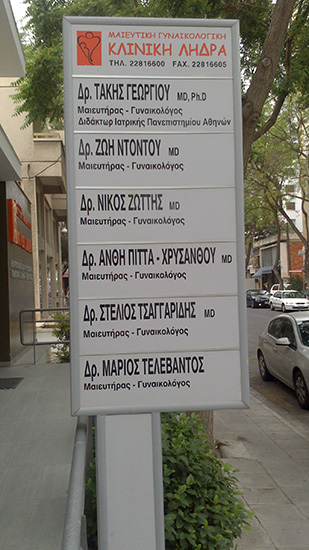 ΜΑΙΕΥΤΙΚΗ ΓΥΝΑΙΚΟΛΟΓΙΚΗ
ΚΛΙΝΙΚΗ ΛΗΔΡΑ
ΤΗΛ. 22816600 FAX. 22816605
Δρ. ΤΑΚΗΣ ΓΕΩΡΓΙΟΥ MD, Ph.D
Μαιευτήρας - Γυναικολόγος
Διδάκτωρ Ιατρικής Πανεπιστημίου Αθηνών
Δρ. ΖΩΗ ΝΤΟΝΤΟΥ MD
Μαιευτήρας - Γυναικολόγος
Δρ. ΝΙΚΟΣ ΖΩΤΤΗΣ MD
Μαιευτήρας - Γυναικολόγος
Δρ. ΑΝΘΗ ΠΙΤΤΑ - ΧΡΥΣΑΝΘΟΥ MD
Μαιευτήρας - Γυναικολόγος
Δρ. ΣΤΕΛΙΟΣ ΤΣΑΓΓΑΡΙΔΗΣ MD
Μαιευτήρας - Γυναικολόγος
Δρ. ΜΑΡΙΟΣ ΤΕΛΕΒΑΝΤΟΣ
Μαιευτήρας - Γυναικολόγος